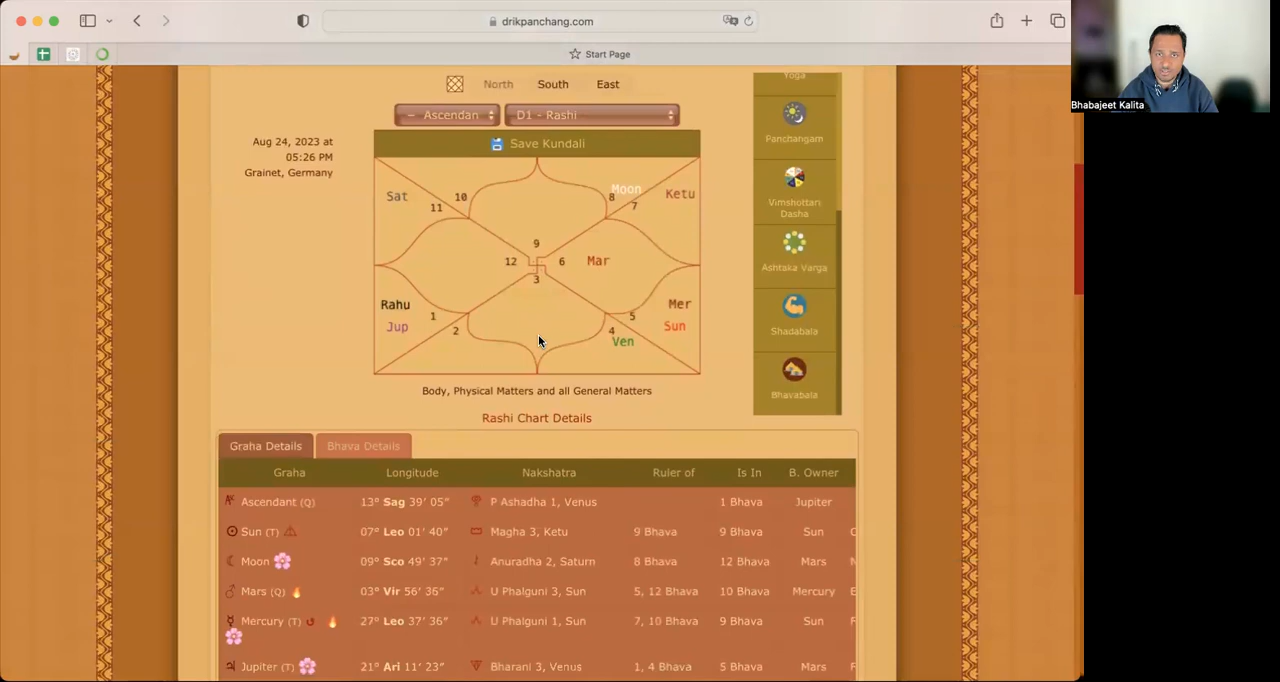 drikpanchang.com
Start Page
Bhabajeet Kalita
North South East
Ascendan D1 - Rashi
Save Kundali
Aug 24, 2023 at
05:26 PM
Grainet, Germany
Sat 10 Moon Ketu
11 8 7
9
12 6 Mar
3
Rahu 1 5 Mer
Jup 2 4 Sun
Ven
Body, Physical Matters and all General Matters
Rashi Chart Details
Yoga
Panchangam
Vimshottari
Dasha
Ashtaka Varga
Shadabala
Bhavabala
Graha Details Bhava Details
Graha Longitude Nakshatra Ruler of Is In B. Owner
Ascendant (Q) 13° Sag 39' 05" P Ashadha 1, Venus 1 Bhava Jupiter
Sun (T) 07° Leo 01' 40" Magha 3, Ketu 9 Bhava 9 Bhava Sun
Moon 09° Sco 49' 37" Anuradha 2, Saturn 8 Bhava 12 Bhava Mars
Mars (Q) 03° Vir 56' 36" U Phalguni 3, Sun 5, 12 Bhava 10 Bhava Mercury
Mercury (T) 27° Leo 37' 36" U Phalguni 1, Sun 7, 10 Bhava 9 Bhava Sun
Jupiter (T) 21° Ari 11' 23" Bharani 3, Venus 1, 4 Bhava 5 Bhava Mars